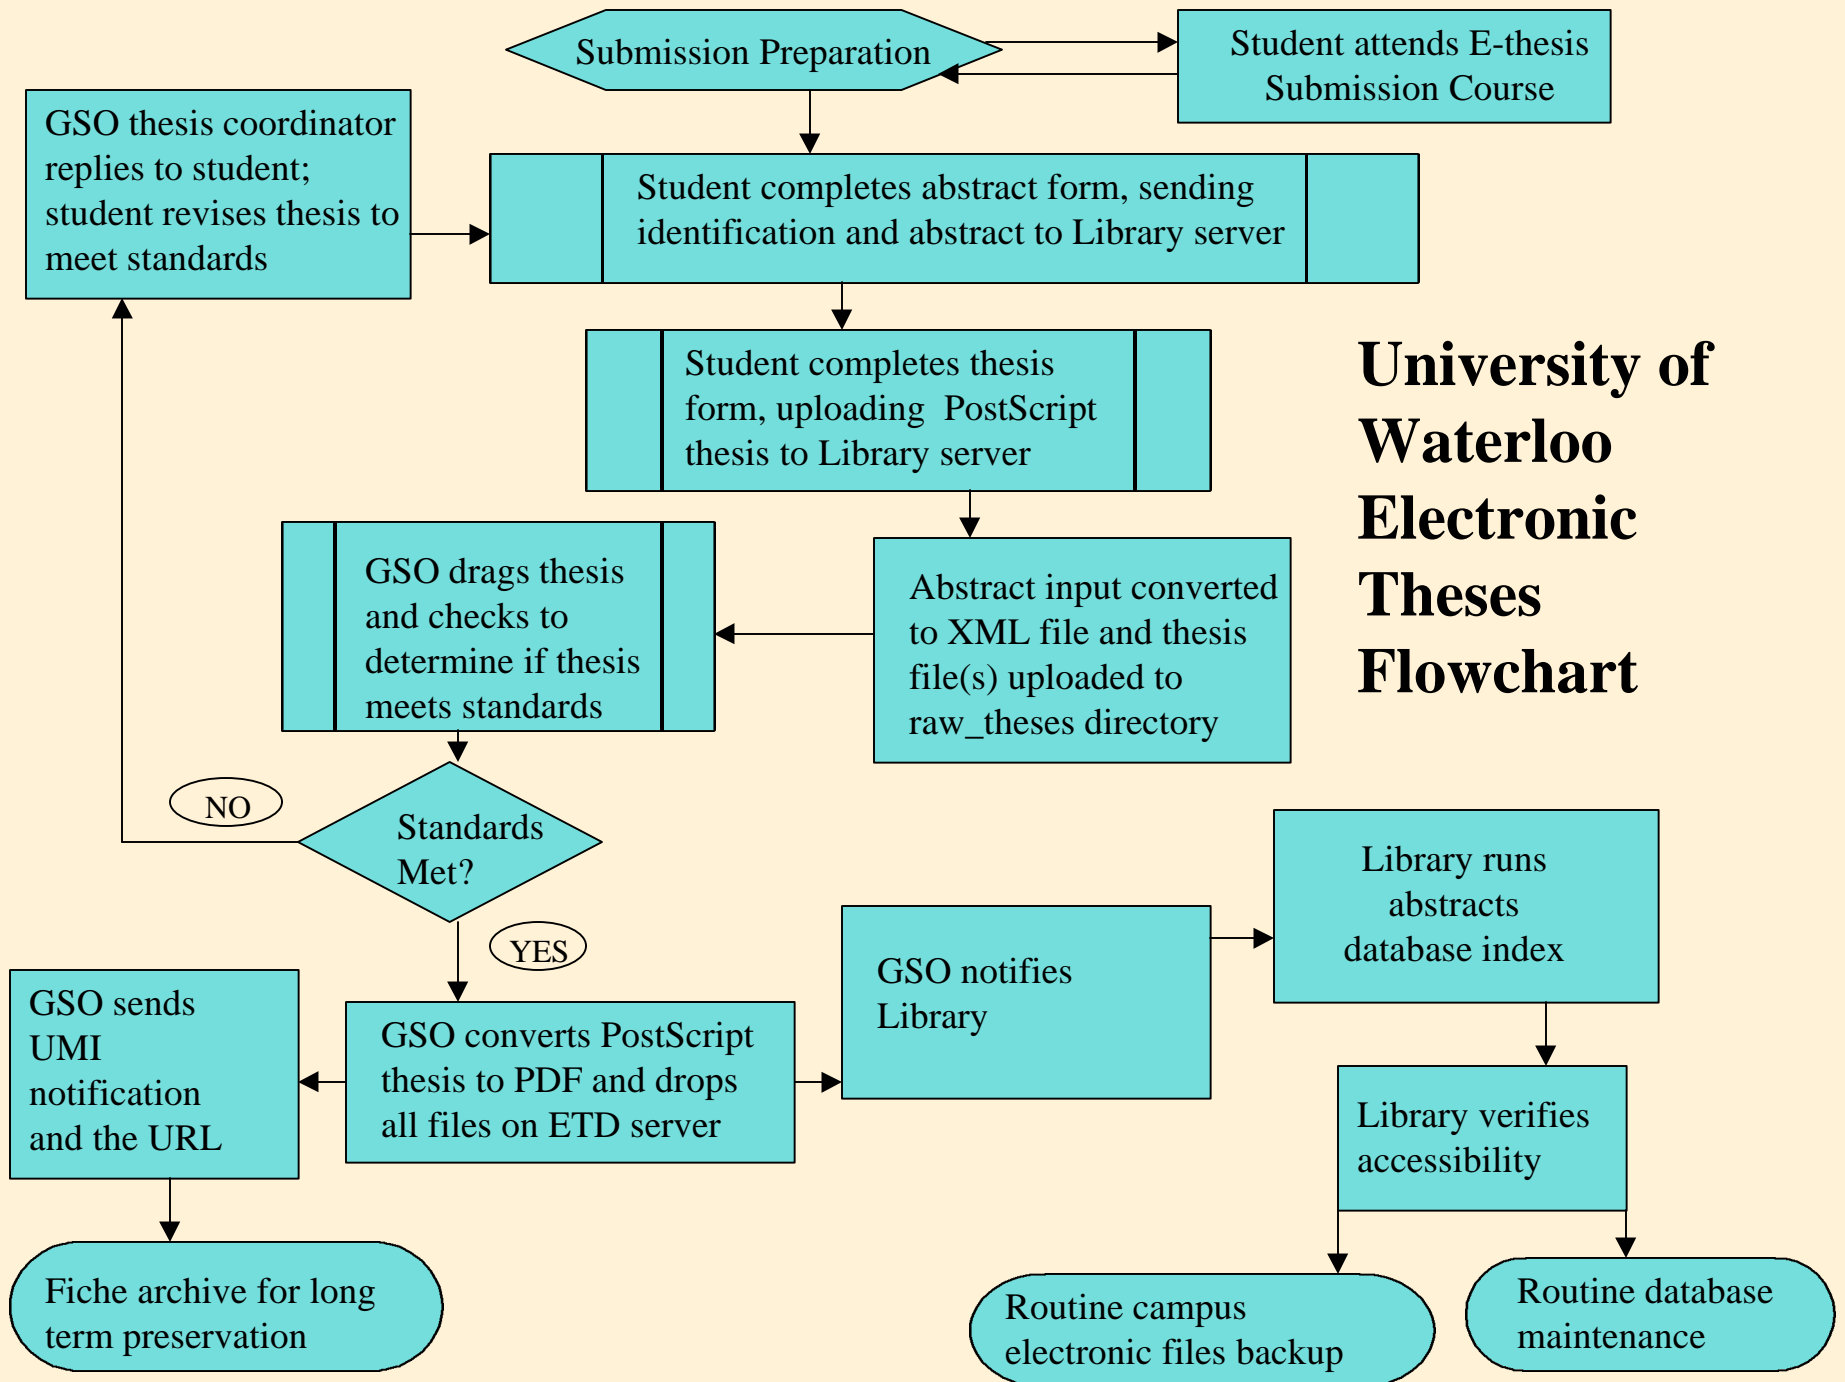 Submission Preparation
Student attends E-thesis
Submission Course
GSO thesis coordinator
replies to student;
student revises thesis to
meet standards
Student completes abstract form, sending
identification and abstract to Library server
Student completes thesis
form, uploading  PostScript
thesis to Library server
University of
Waterloo
Electronic
Theses
Flowchart
GSO drags thesis
and checks to
determine if thesis
meets standards
Abstract input converted
to XML file and thesis
file(s) uploaded to
raw_theses directory
NO
Standards
Met?
YES
GSO sends
UMI
notification
and the URL
GSO converts PostScript
thesis to PDF and drops
all files on ETD server
GSO notifies
Library
Library runs
abstracts
database index
Library verifies
accessibility
Fiche archive for long
term preservation
Routine campus
electronic files backup
Routine database
maintenance